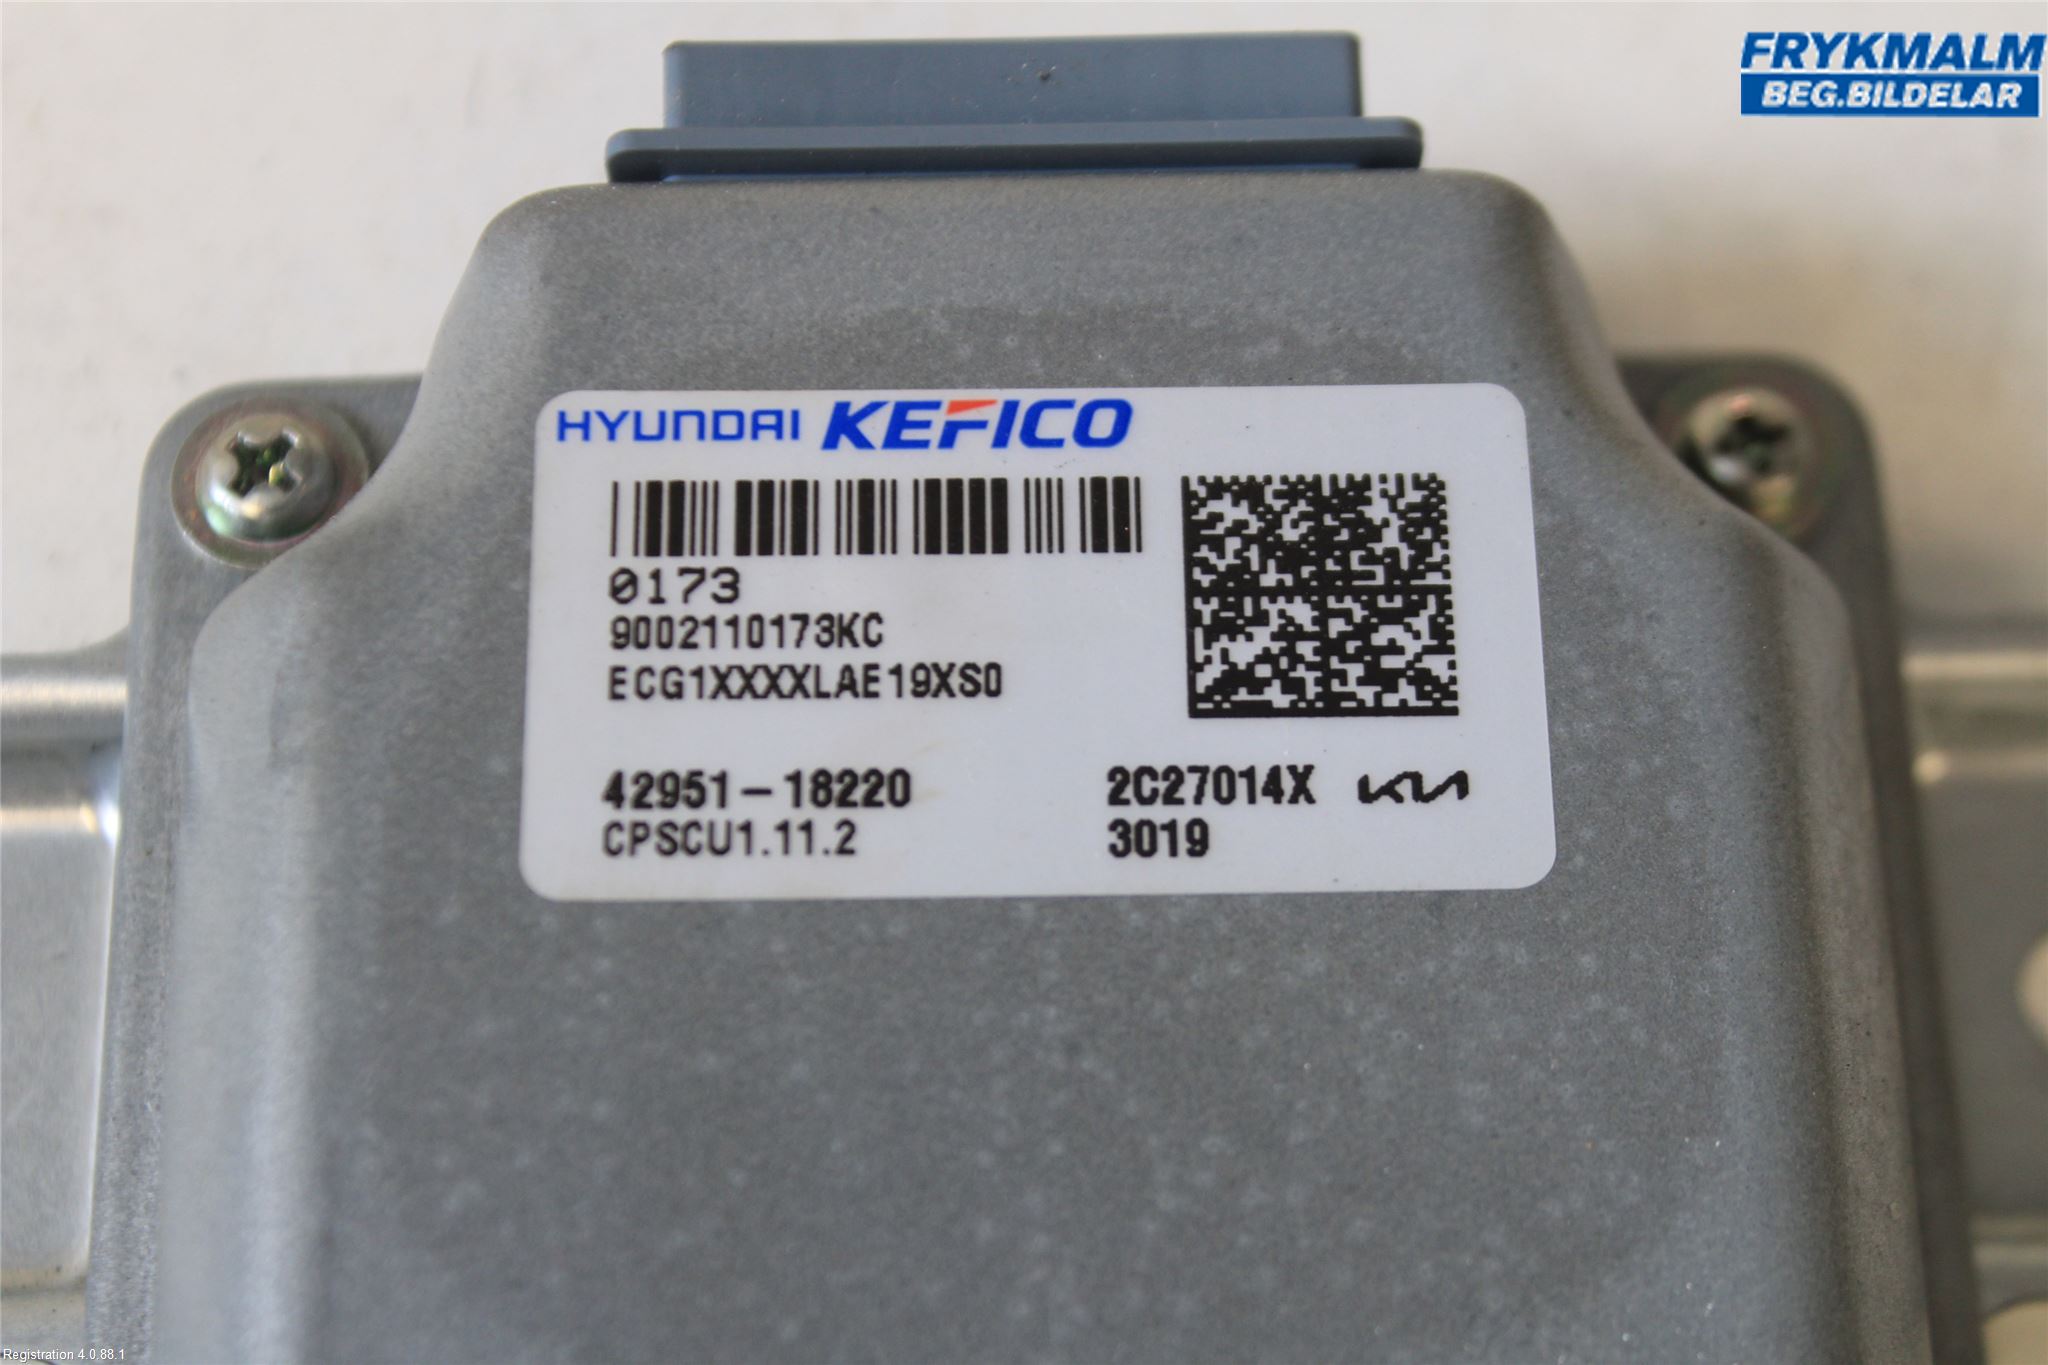 FRYKMALM
BEG.BILDELAR
HYUNDAI KEFICO
0173
9002110173KC
ECG1XXXXLAE19XS0
42951-18220 2C27014X KIA
CPSCU1.11.2 3019
Registration 4.0.88.1